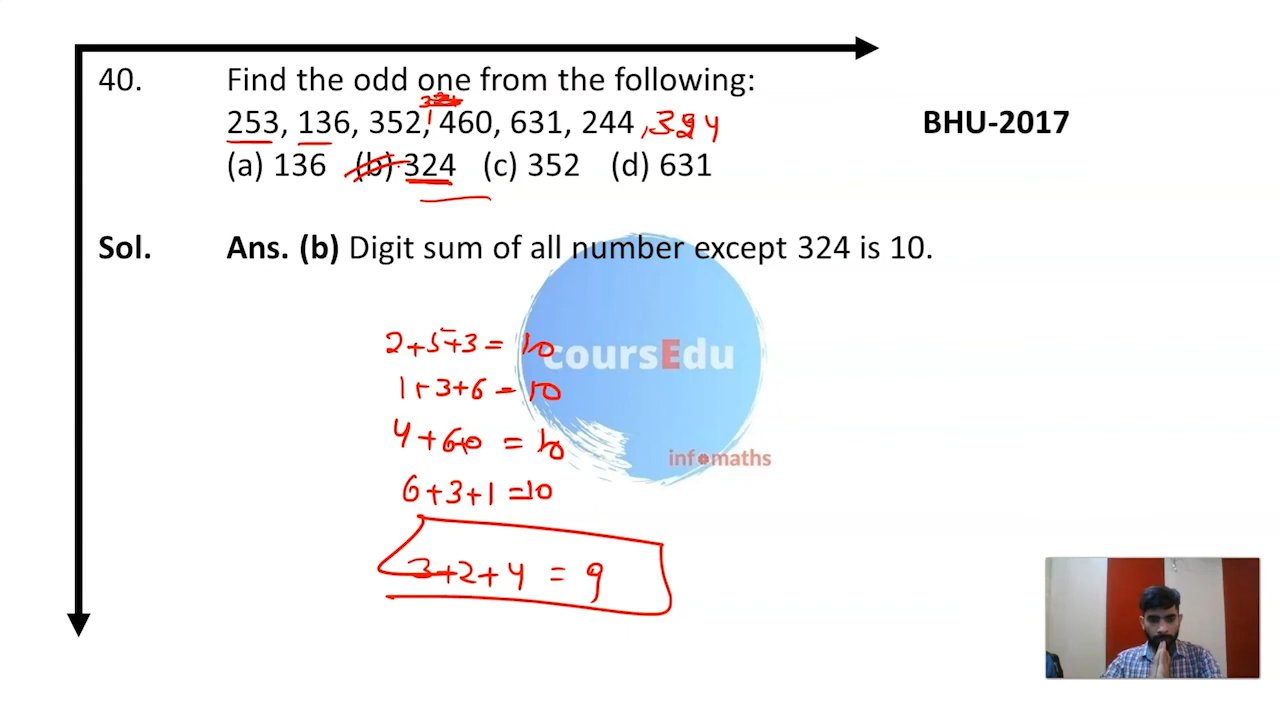 40. Find the odd one from the following:
253, 136, 352, 460, 631, 244 , 324
BHU-2017
(a) 136 (b) 324 (c) 352 (d) 631
Sol. Ans. (b) Digit sum of all number except 324 is 10.
2+5+3 = 10
coursEdu
1+3+6 = 10
4+6+0 = 10
infomaths
6+3+1 = 10
3+2+4 = 9